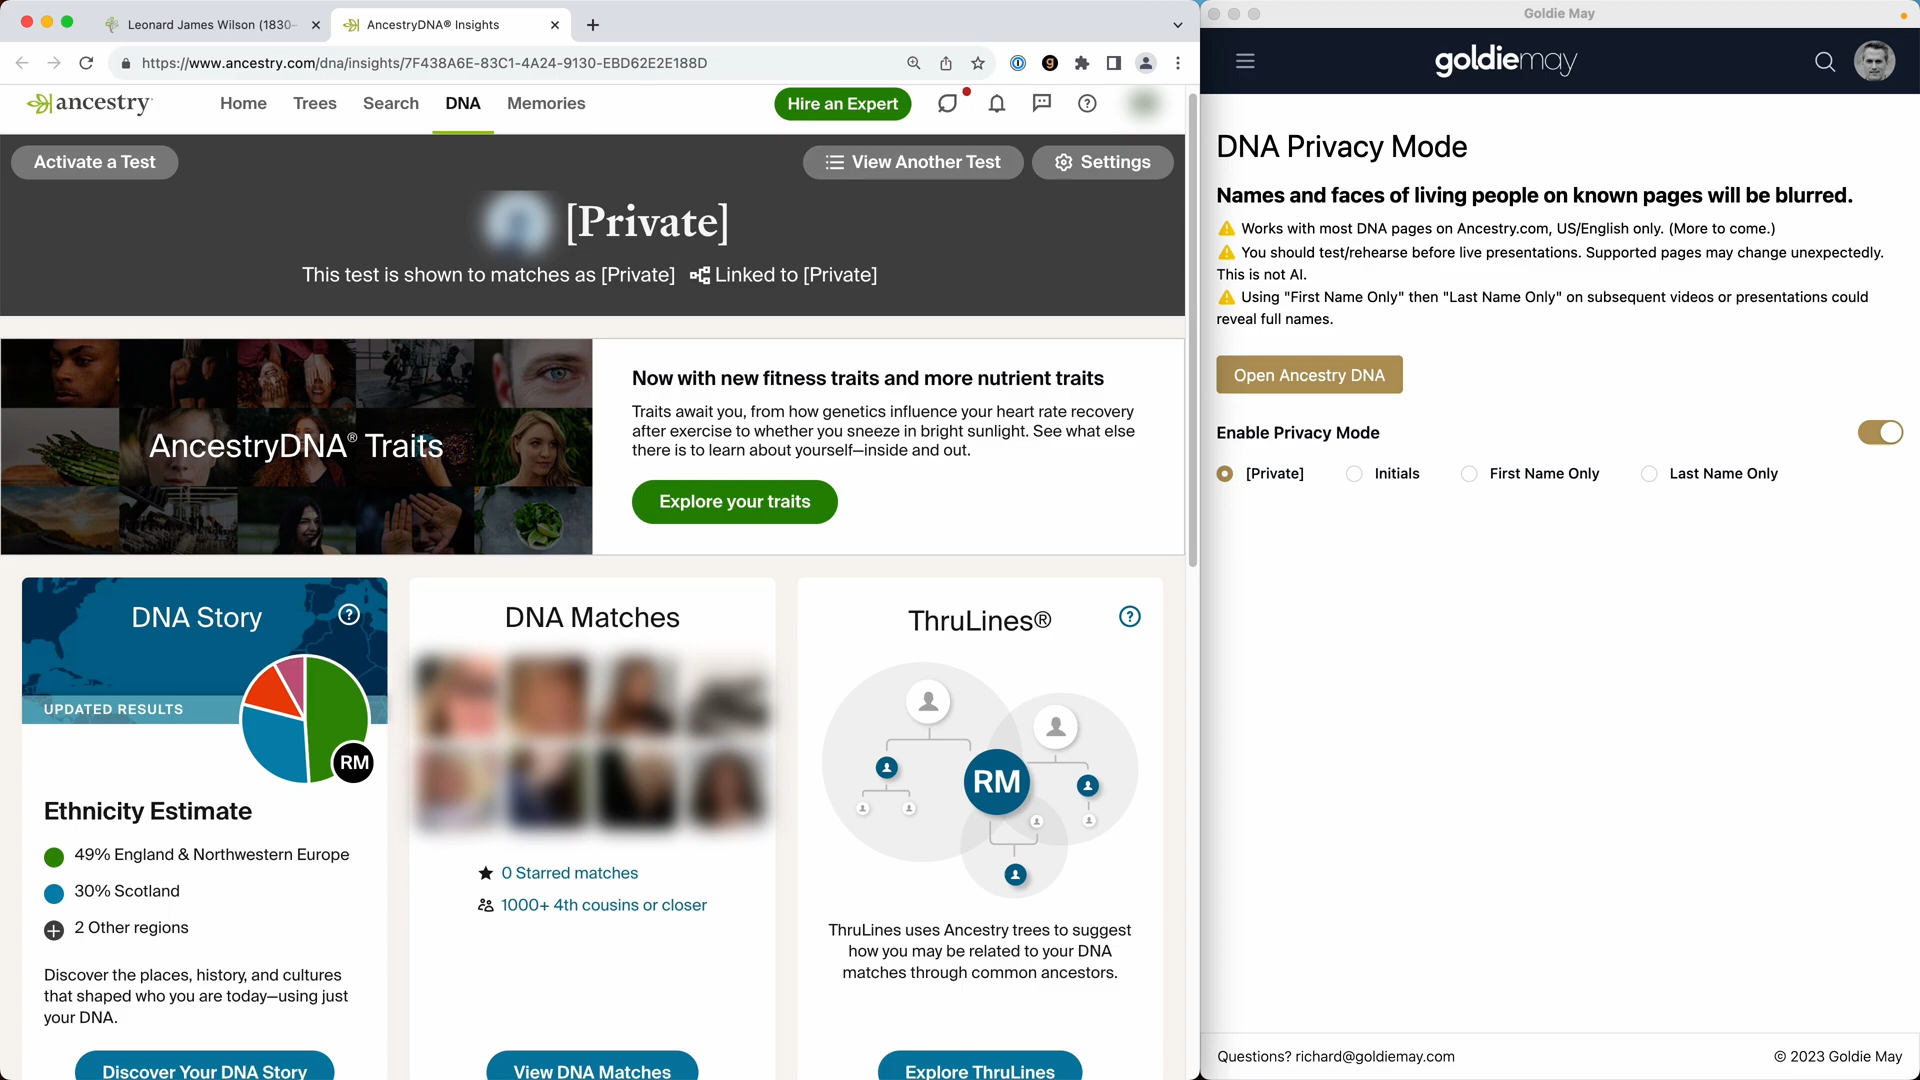 Leonard James Wilson (1830-
AncestryDNA® Insights
https://www.ancestry.com/dna/insights/7F438A6E-83C1-4A24-9130-EBD62E2E188D
ancestry
Home
Trees
Search
DNA
Memories
Hire an Expert
Activate a Test
View Another Test
Settings
[Private]
This test is shown to matches as [Private]
Linked to [Private]
AncestryDNA® Traits
Now with new fitness traits and more nutrient traits
Traits await you, from how genetics influence your heart rate recovery
after exercise to whether you sneeze in bright sunlight. See what else
there is to learn about yourself—inside and out.
Explore your traits
DNA Story
UPDATED RESULTS
RM
Ethnicity Estimate
49% England & Northwestern Europe
30% Scotland
2 Other regions
Discover the places, history, and cultures
that shaped who you are today—using just
your DNA.
Discover Your DNA Story
DNA Matches
0 Starred matches
1000+ 4th cousins or closer
View DNA Matches
ThruLines®
RM
ThruLines uses Ancestry trees to suggest
how you may be related to your DNA
matches through common ancestors.
Explore ThruLines
Goldie May
goldiemay
DNA Privacy Mode
Names and faces of living people on known pages will be blurred.
⚠️ Works with most DNA pages on Ancestry.com, US/English only. (More to come.)
⚠️ You should test/rehearse before live presentations. Supported pages may change unexpectedly.
This is not AI.
⚠️ Using "First Name Only" then "Last Name Only" on subsequent videos or presentations could
reveal full names.
Open Ancestry DNA
Enable Privacy Mode
[Private]
Initials
First Name Only
Last Name Only
Questions? richard@goldiemay.com
© 2023 Goldie May